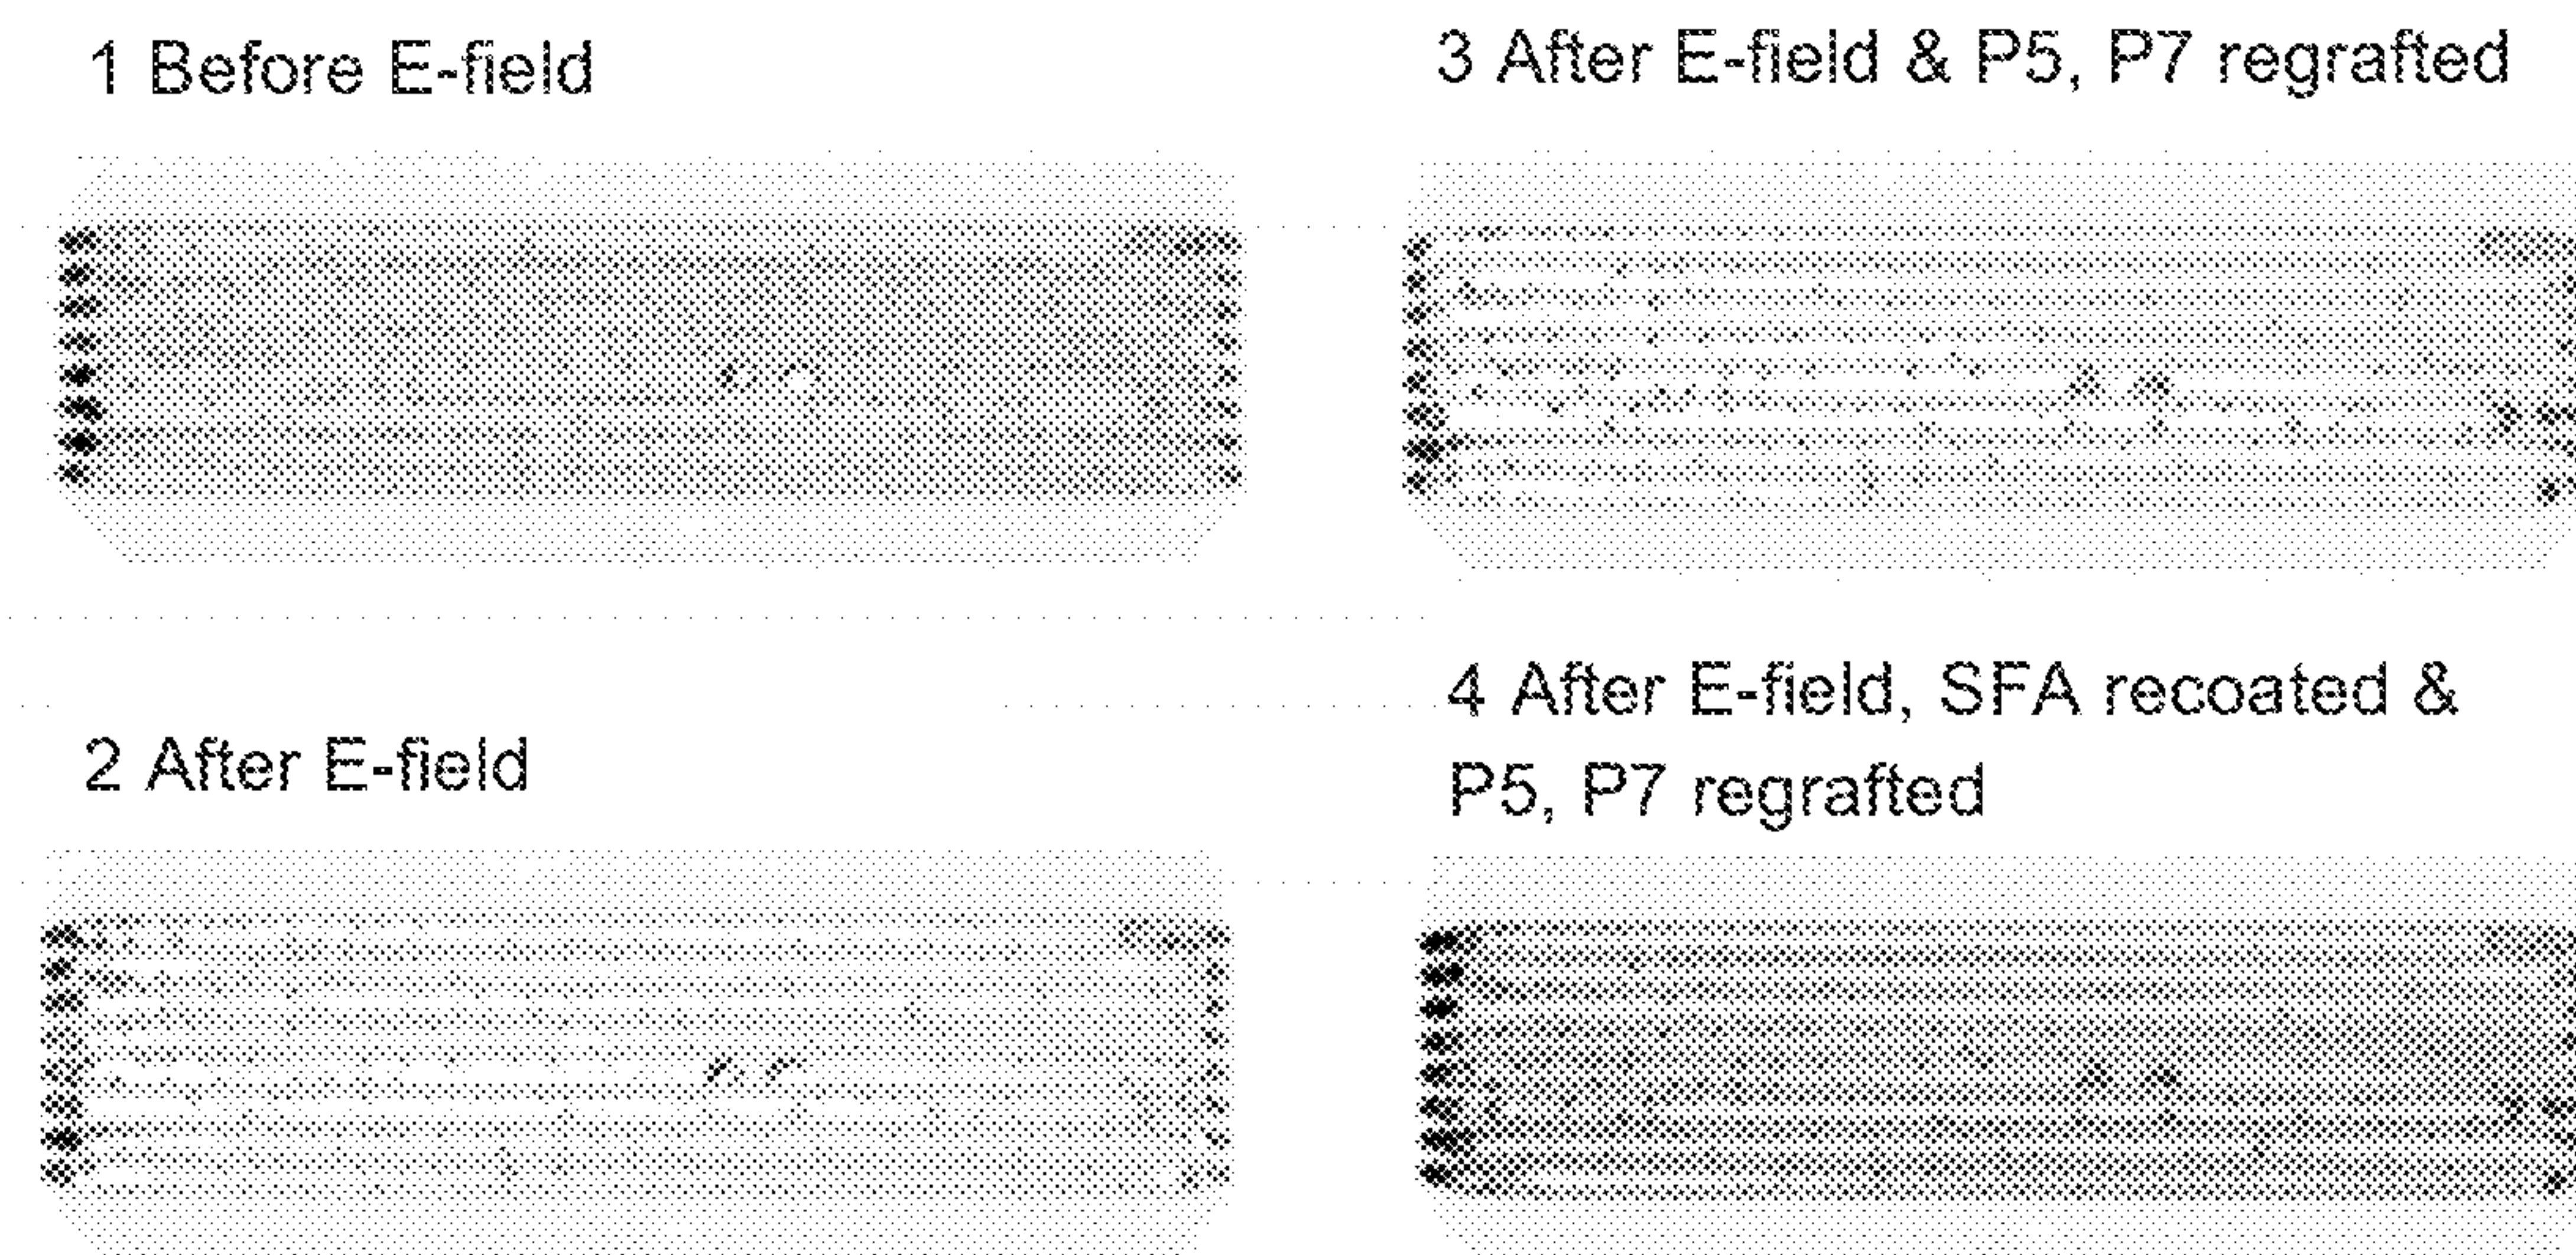 1 Before E-field
3 After E-field & P5, P7 regrafted
2 After E-field
4 After E-field, SFA recoated &
P5, P7 regrafted